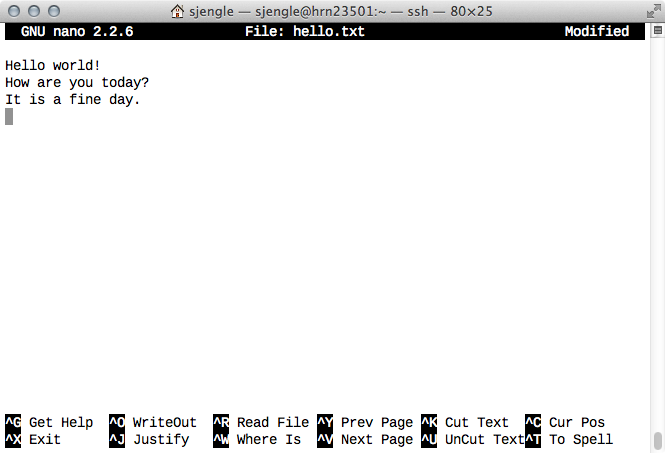 sjengle — sjengle@hrn23501:~ — ssh — 80×25
GNU nano 2.2.6 File: hello.txt Modified
Hello world!
How are you today?
It is a fine day.
^G Get Help ^O WriteOut ^R Read File ^Y Prev Page ^K Cut Text ^C Cur Pos
^X Exit ^J Justify ^W Where Is ^V Next Page ^U UnCut Text ^T To Spell